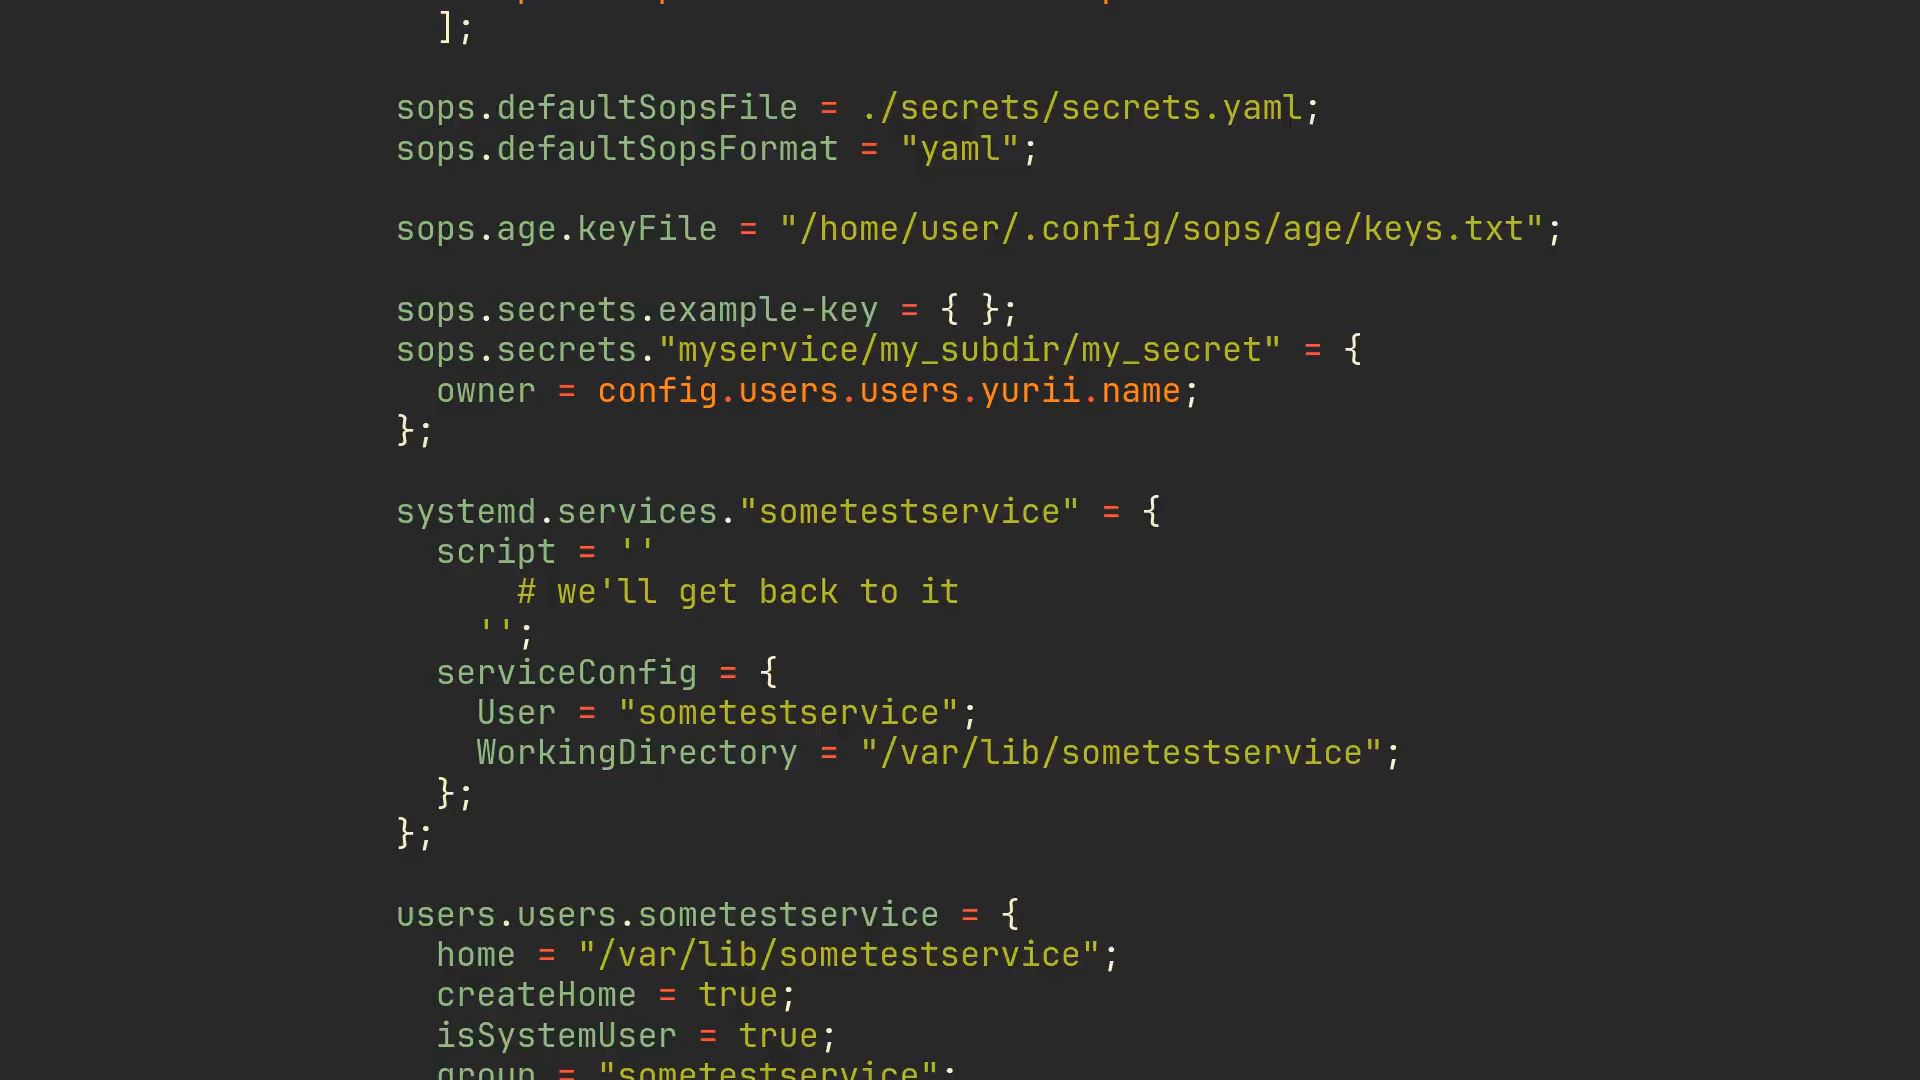 ];
sops.defaultSopsFile = ./secrets/secrets.yaml;
sops.defaultSopsFormat = "yaml";
sops.age.keyFile = "/home/user/.config/sops/age/keys.txt";
sops.secrets.example-key = { };
sops.secrets."myservice/my_subdir/my_secret" = {
owner = config.users.users.yurii.name;
};
systemd.services."sometestservice" = {
script = ''
# we'll get back to it
'';
serviceConfig = {
User = "sometestservice";
WorkingDirectory = "/var/lib/sometestservice";
};
};
users.users.sometestservice = {
home = "/var/lib/sometestservice";
createHome = true;
isSystemUser = true;
group = "sometestservice";